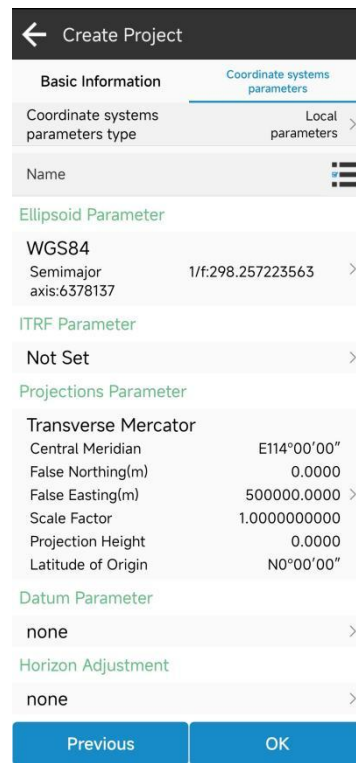 Create Project
Basic Information
Coordinate systems
parameters
Coordinate systems
parameters type
Local
parameters
Name
Ellipsoid Parameter
WGS84
Semimajor
axis:6378137
1/f:298.257223563
ITRF Parameter
Not Set
Projections Parameter
Transverse Mercator
Central Meridian E114°00′00″
False Northing(m) 0.0000
False Easting(m) 500000.0000
Scale Factor 1.0000000000
Projection Height 0.0000
Latitude of Origin N0°00′00″
Datum Parameter
none
Horizon Adjustment
none
Previous OK